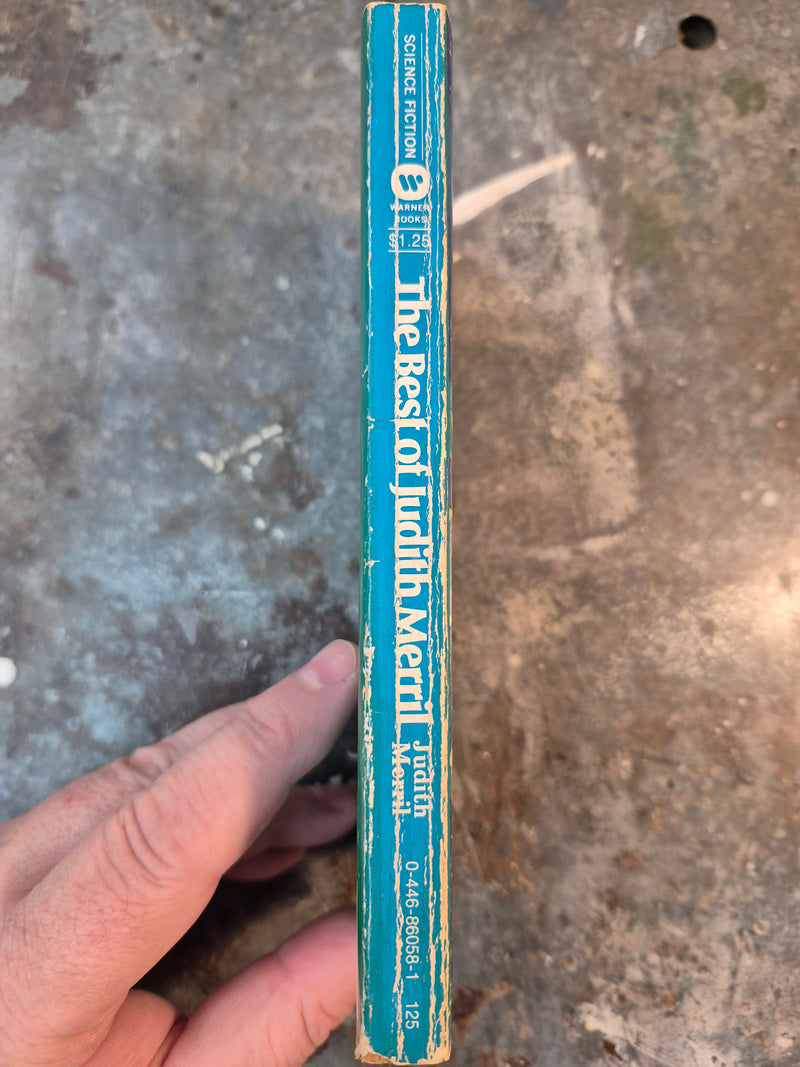 SCIENCE FICTION
WARNER
BOOKS
$1.25
The Best of Judith Merril
Judith
Merril
0-446-86058-1 125